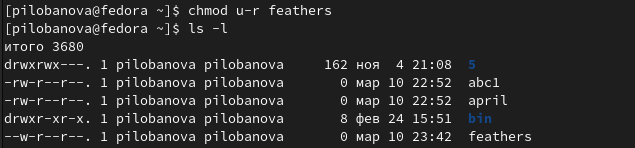 [pilobanova@fedora ~]$ chmod u-r feathers
[pilobanova@fedora ~]$ ls -l
итого 3680
drwxrwx---. 1 pilobanova pilobanova     162 ноя  4 21:08  5
-rw-r--r--. 1 pilobanova pilobanova       0 мар 10 22:52  abc1
-rw-r--r--. 1 pilobanova pilobanova       0 мар 10 22:52  april
drwxr-xr-x. 1 pilobanova pilobanova       8 фев 24 15:51  bin
--w-r--r--. 1 pilobanova pilobanova       0 мар 10 23:42  feathers